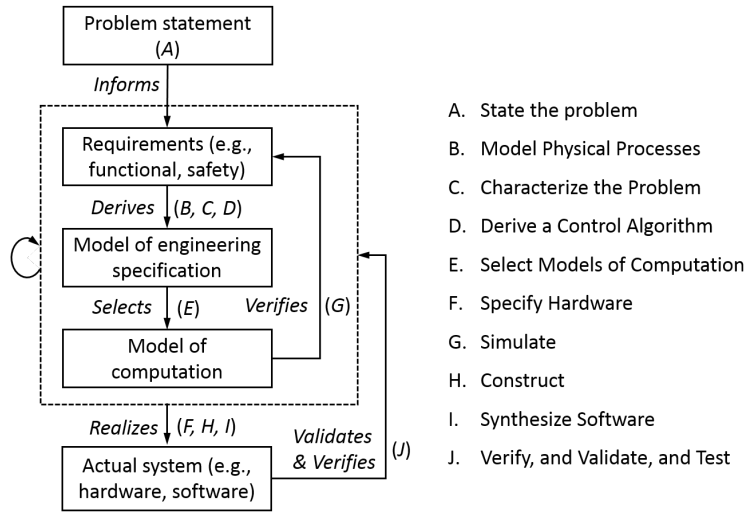 Problem statement
(A)
Informs
Requirements (e.g.,
functional, safety)
Derives (B, C, D)
Model of engineering
specification
Selects (E)
Verifies (G)
Model of
computation
Realizes (F, H, I)
Validates
& Verifies (J)
Actual system (e.g.,
hardware, software)
A. State the problem
B. Model Physical Processes
C. Characterize the Problem
D. Derive a Control Algorithm
E. Select Models of Computation
F. Specify Hardware
G. Simulate
H. Construct
I. Synthesize Software
J. Verify, and Validate, and Test